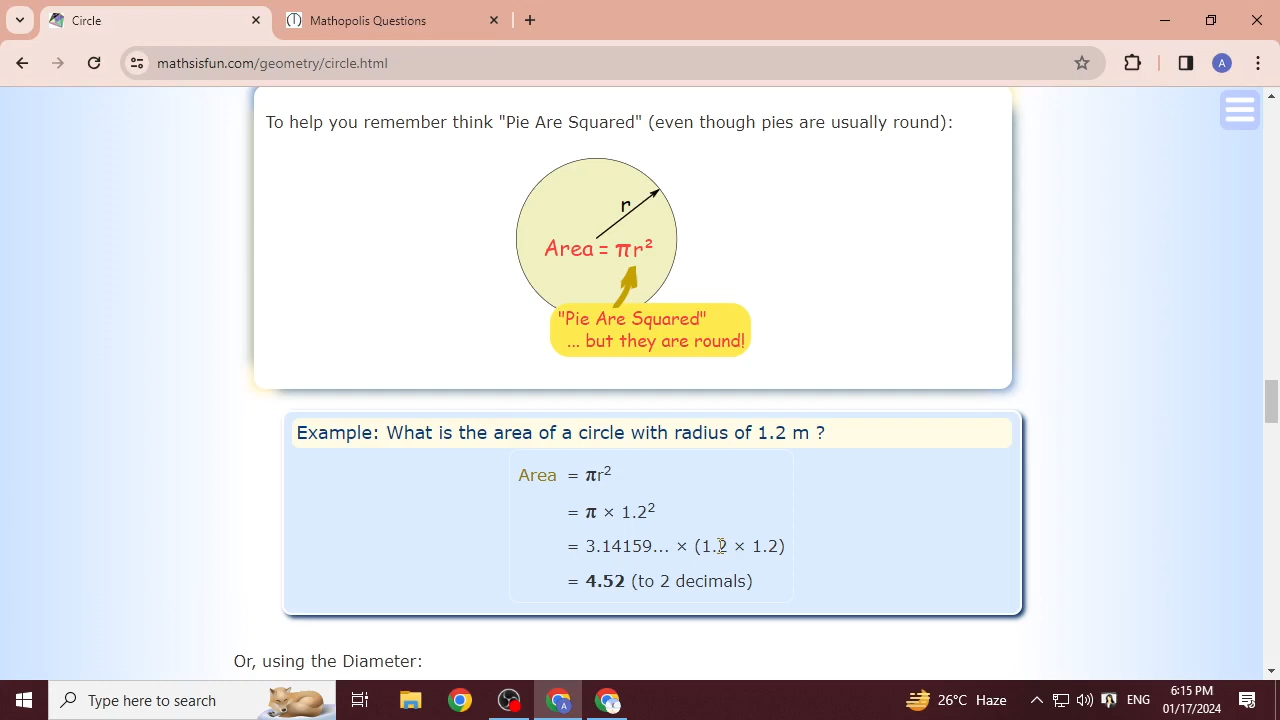 Circle
Mathopolis Questions
mathsisfun.com/geometry/circle.html
A
To help you remember think "Pie Are Squared" (even though pies are usually round):
r
Area = πr²
"Pie Are Squared"
... but they are round!
Example: What is the area of a circle with radius of 1.2 m ?
Area = πr²
= π × 1.2²
= 3.14159... × (1.2 × 1.2)
= 4.52 (to 2 decimals)
Or, using the Diameter:
Type here to search
26°C Haze
ENG
6:15 PM
01/17/2024